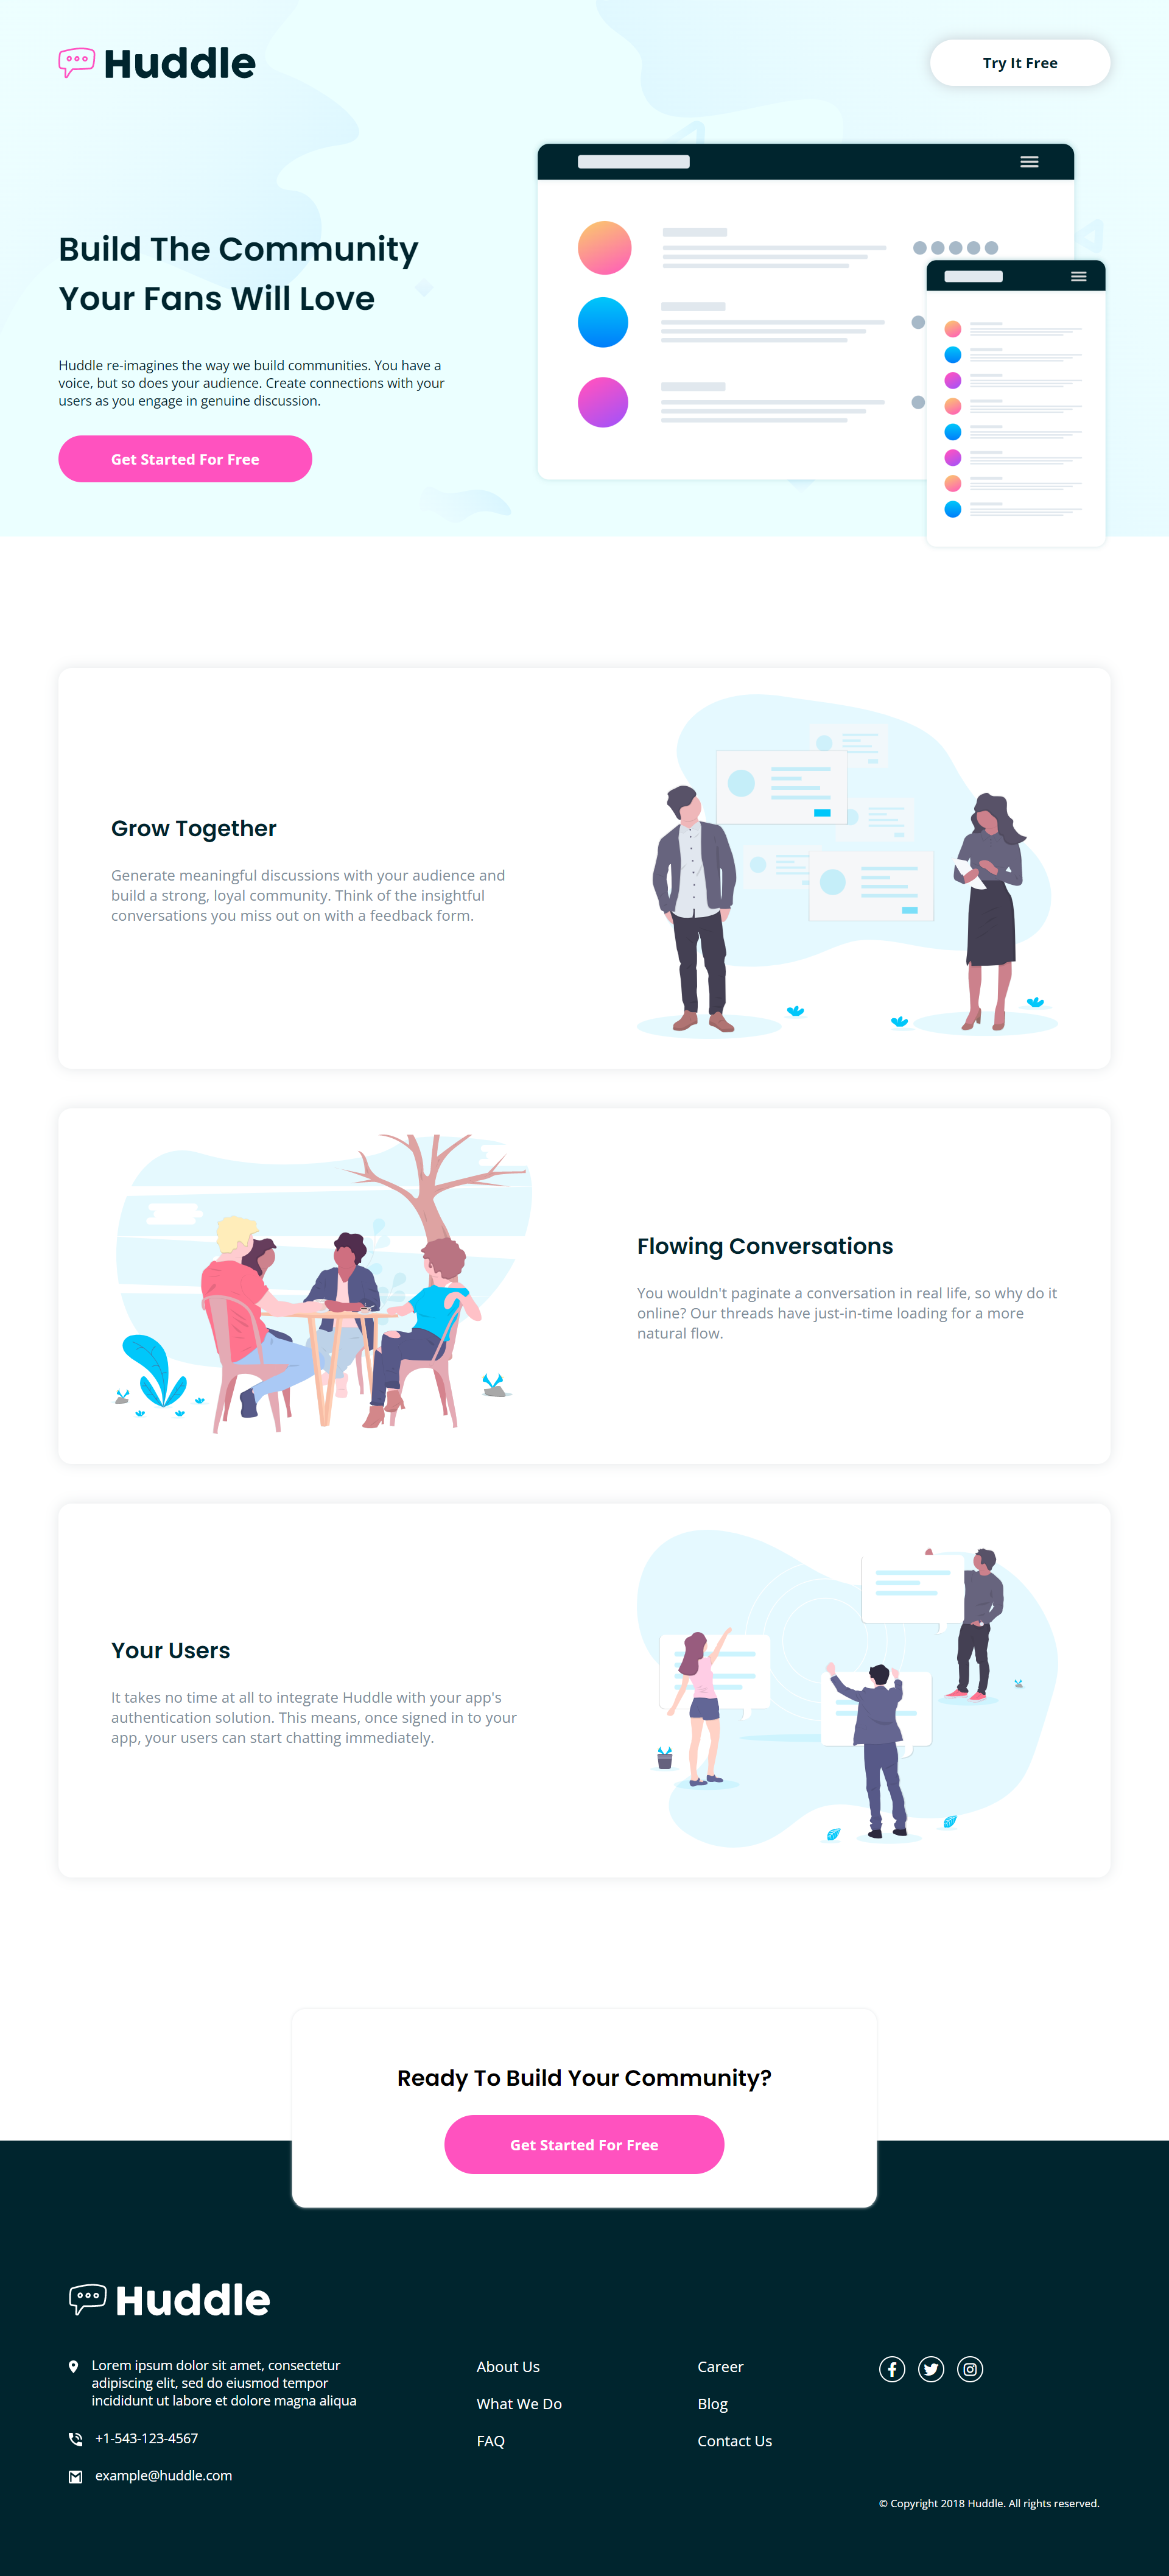 Huddle
Try It Free
Build The Community
Your Fans Will Love
Huddle re-imagines the way we build communities. You have a
voice, but so does your audience. Create connections with your
users as you engage in genuine discussion.
Get Started For Free
Grow Together
Generate meaningful discussions with your audience and
build a strong, loyal community. Think of the insightful
conversations you miss out on with a feedback form.
Flowing Conversations
You wouldn't paginate a conversation in real life, so why do it
online? Our threads have just-in-time loading for a more
natural flow.
Your Users
It takes no time at all to integrate Huddle with your app's
authentication solution. This means, once signed in to your
app, your users can start chatting immediately.
Ready To Build Your Community?
Get Started For Free
Huddle
Lorem ipsum dolor sit amet, consectetur
adipiscing elit, sed do eiusmod tempor
incididunt ut labore et dolore magna aliqua
+1-543-123-4567
example@huddle.com
About Us
What We Do
FAQ
Career
Blog
Contact Us
© Copyright 2018 Huddle. All rights reserved.